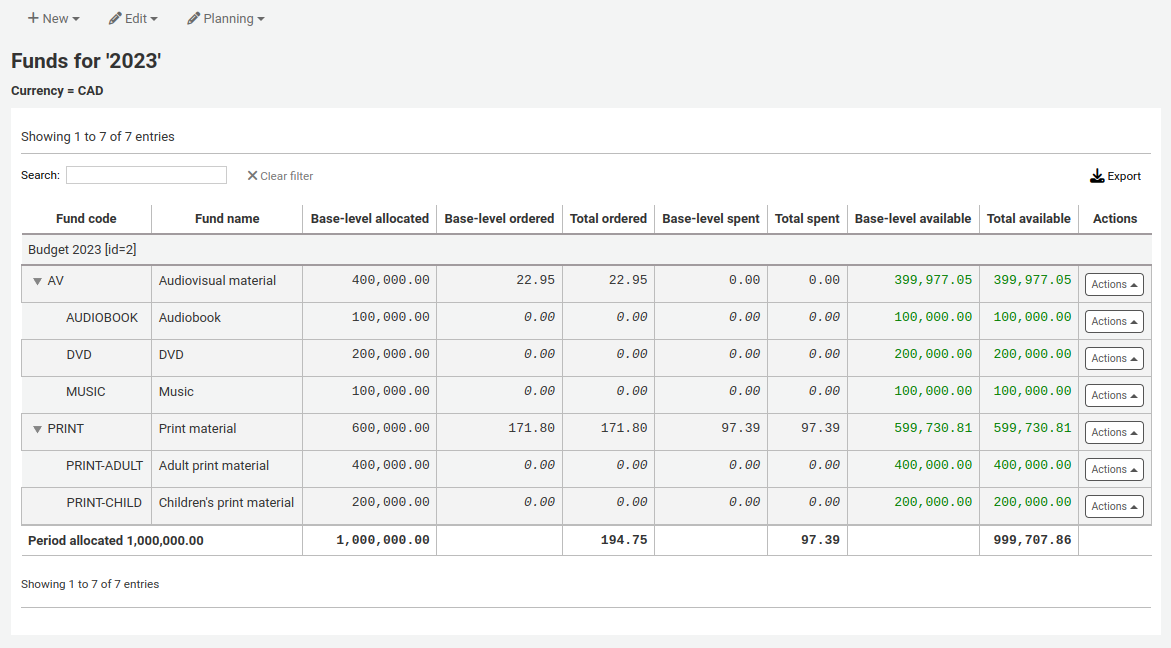 New Edit Planning
Funds for '2023'
Currency = CAD
Showing 1 to 7 of 7 entries
Search: Clear filter Export
Fund code Fund name Base-level allocated Base-level ordered Total ordered Base-level spent Total spent Base-level available Total available Actions
Budget 2023 [id=2]
AV Audiovisual material 400,000.00 22.95 22.95 0.00 0.00 399,977.05 399,977.05 Actions
AUDIOBOOK Audiobook 100,000.00 0.00 0.00 0.00 0.00 100,000.00 100,000.00 Actions
DVD DVD 200,000.00 0.00 0.00 0.00 0.00 200,000.00 200,000.00 Actions
MUSIC Music 100,000.00 0.00 0.00 0.00 0.00 100,000.00 100,000.00 Actions
PRINT Print material 600,000.00 171.80 171.80 97.39 97.39 599,730.81 599,730.81 Actions
PRINT-ADULT Adult print material 400,000.00 0.00 0.00 0.00 0.00 400,000.00 400,000.00 Actions
PRINT-CHILD Children's print material 200,000.00 0.00 0.00 0.00 0.00 200,000.00 200,000.00 Actions
Period allocated 1,000,000.00 1,000,000.00 194.75 97.39 999,707.86
Showing 1 to 7 of 7 entries